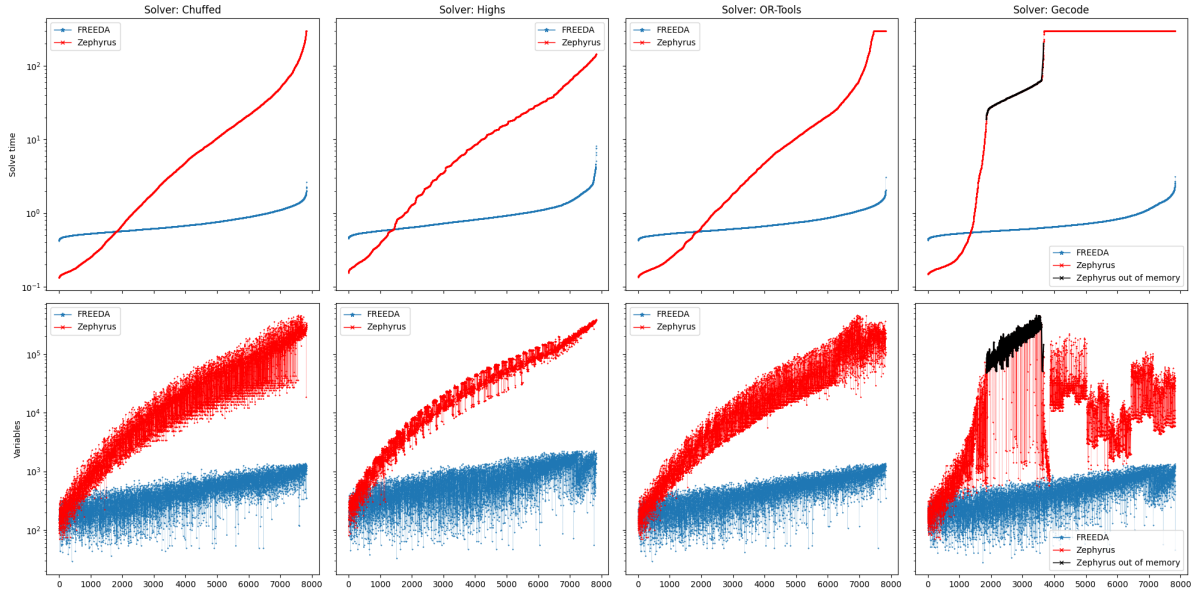 Solver: Chuffed
Solver: Highs
Solver: OR-Tools
Solver: Gecode
Solve time
10²
10¹
10⁰
10⁻¹
FREEDA
Zephyrus
FREEDA
Zephyrus
FREEDA
Zephyrus
FREEDA
Zephyrus
Zephyrus out of memory
Variables
10⁵
10⁴
10³
10²
FREEDA
Zephyrus
FREEDA
Zephyrus
FREEDA
Zephyrus
FREEDA
Zephyrus
Zephyrus out of memory
0 1000 2000 3000 4000 5000 6000 7000 8000
0 1000 2000 3000 4000 5000 6000 7000 8000
0 1000 2000 3000 4000 5000 6000 7000 8000
0 1000 2000 3000 4000 5000 6000 7000 8000